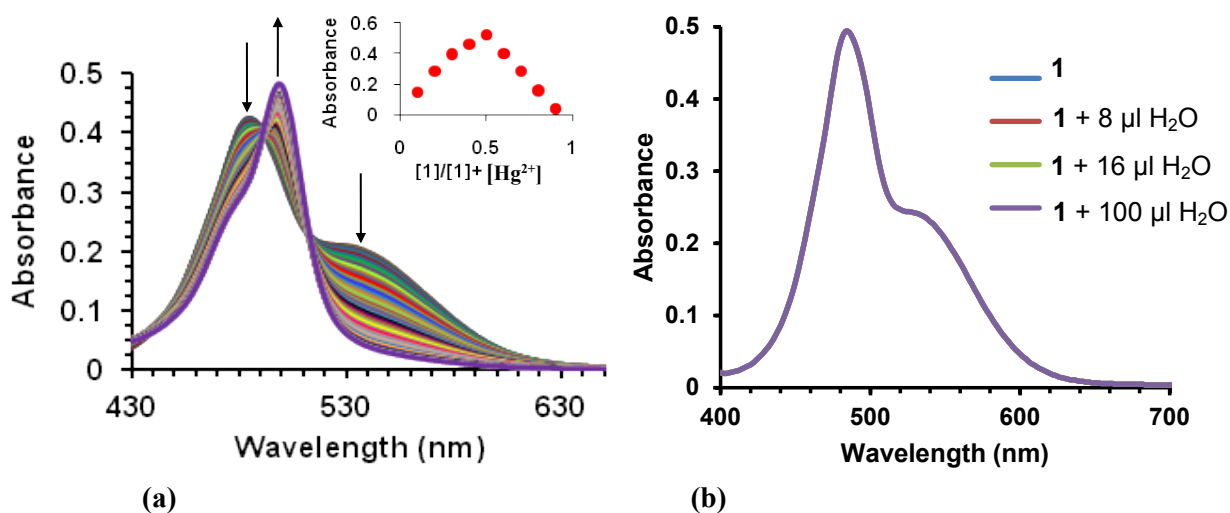 0.6
0.4
0.2
0
Absorbance
0 0.5 1
[1]/[1]+ [Hg²⁺]
0.5
0.4
0.3
0.2
0.1
0
Absorbance
430 530 630
Wavelength (nm)
(a)
0.5
0.4
0.3
0.2
0.1
0
Absorbance
400 500 600 700
Wavelength (nm)
1
1 + 8 µl H₂O
1 + 16 µl H₂O
1 + 100 µl H₂O
(b)